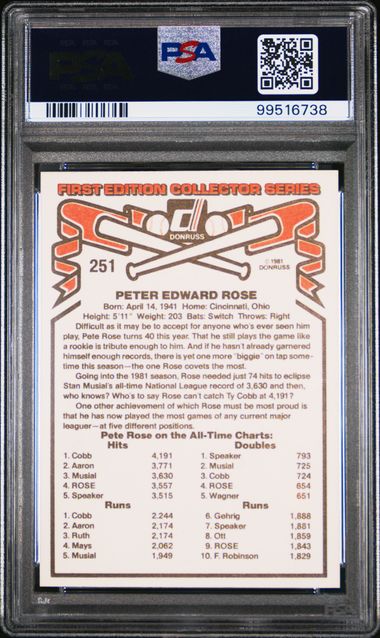 PSA
PSA
99516738
FIRST EDITION COLLECTOR SERIES
d
DONRUSS
251
© 1981
DONRUSS
PETER EDWARD ROSE
Born: April 14, 1941 Home: Cincinnati, Ohio
Height: 5'11" Weight: 203 Bats: Switch Throws: Right
Difficult as it may be to accept for anyone who's ever seen him
play, Pete Rose turns 40 this year. That he still plays the game like
a rookie is tribute enough to him. And if he hasn't already garnered
himself enough records, there is yet one more "biggie" on tap some-
time this season—the one Rose covets the most.
Going into the 1981 season, Rose needed just 74 hits to eclipse
Stan Musial's all-time National League record of 3,630 and then,
who knows? Who's to say Rose can't catch Ty Cobb at 4,191?
One other achievement of which Rose must be most proud is
that he has now played the most games of any current major
leaguer—at five different positions.
Pete Rose on the All-Time Charts:
Hits Doubles
1. Cobb 4,191 1. Speaker 793
2. Aaron 3,771 2. Musial 725
3. Musial 3,630 3. Cobb 724
4. ROSE 3,557 4. ROSE 654
5. Speaker 3,515 5. Wagner 651
Runs Runs
1. Cobb 2.244 6. Gehrig 1,888
2. Aaron 2,174 7. Speaker 1,881
3. Ruth 2,174 8. Ott 1,859
4. Mays 2,062 9. ROSE 1,843
5. Musial 1,949 10. F. Robinson 1,829